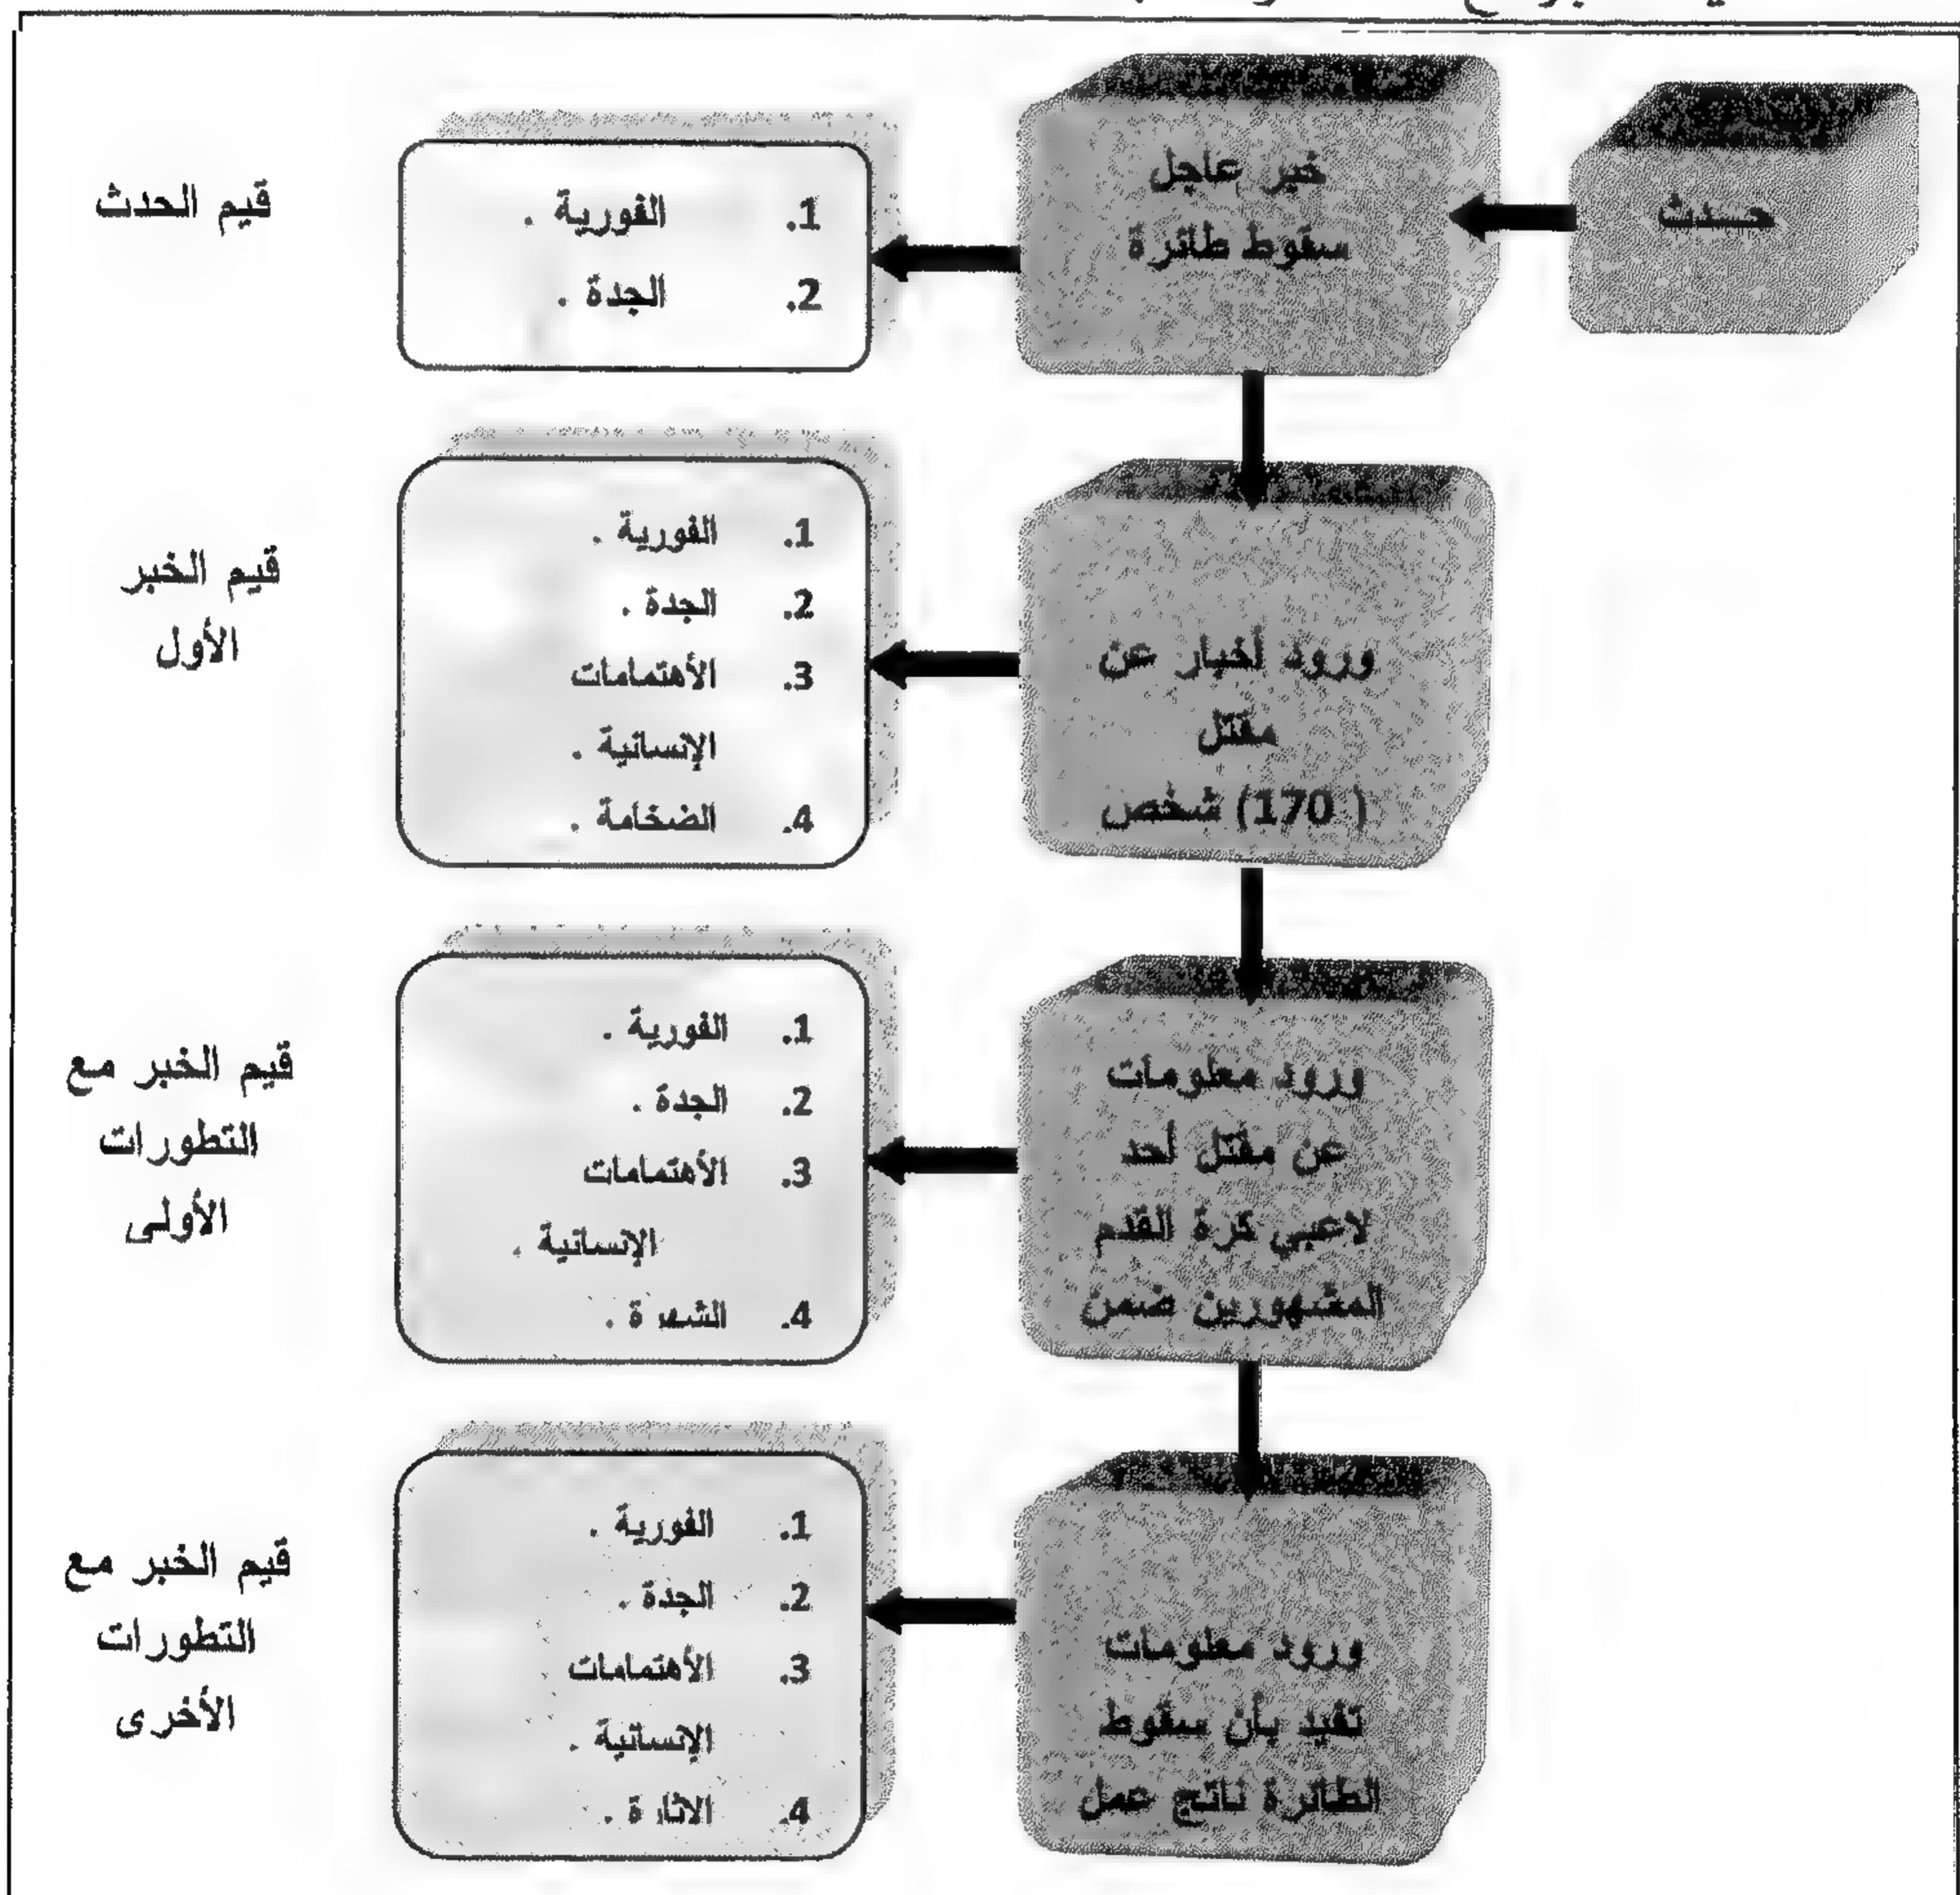 حدث
خبر عاجل
سقوط طائرة
1. الفورية .
2. الجدة .
قيم الحدث
ورود أخبار عن
مقتل
(170 ) شخص
1. الفورية .
2. الجدة .
3. الأهتمامات
الإنسانية .
4. الضخامة .
قيم الخبر
الأول
ورود معلومات
عن مقتل أحد
لاعبي كرة القدم
المشهورين ضمن
1. الفورية .
2. الجدة .
3. الأهتمامات
الإنسانية .
4. الشهرة .
قيم الخبر مع
التطورات
الأولى
ورود معلومات
تفيد بأن سقوط
الطائرة ناتج عمل
1. الفورية .
2. الجدة .
3. الأهتمامات
الإنسانية .
4. الاثارة .
قيم الخبر مع
التطورات
الأخرى